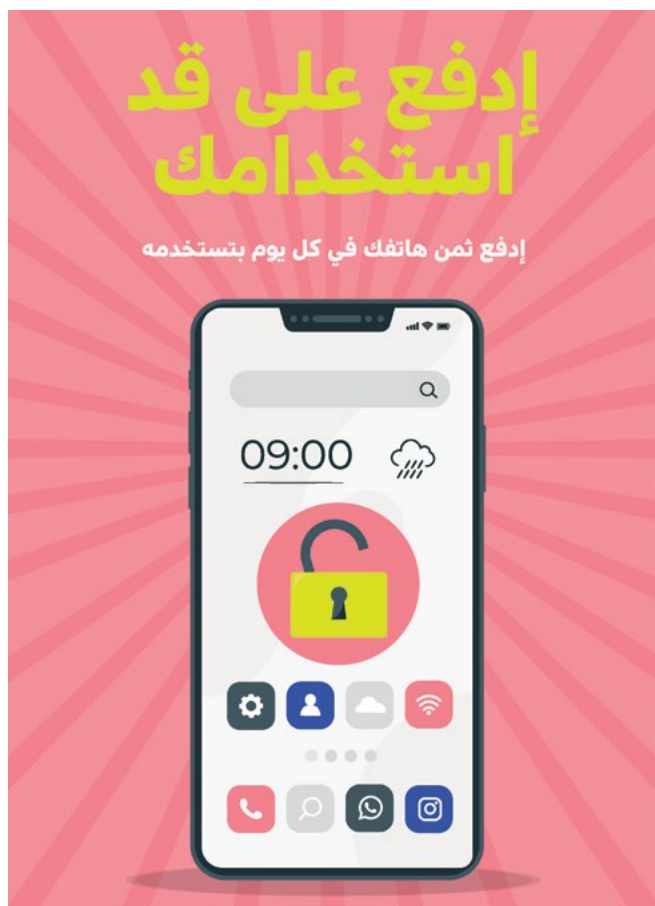 إدفع على قد
استخدامك
إدفع ثمن هاتفك في كل يوم بتستخدمه
09:00